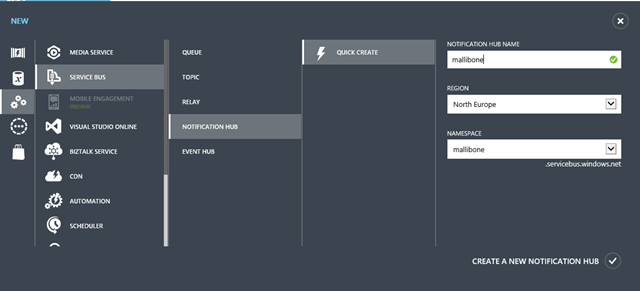 NEW
MEDIA SERVICE
SERVICE BUS
MOBILE ENGAGEMENT
PREVIEW
VISUAL STUDIO ONLINE
BIZTALK SERVICE
CDN
AUTOMATION
SCHEDULER
QUEUE
TOPIC
RELAY
NOTIFICATION HUB
EVENT HUB
QUICK CREATE
NOTIFICATION HUB NAME
mallibone
REGION
North Europe
NAMESPACE
mallibone
.servicebus.windows.net
CREATE A NEW NOTIFICATION HUB